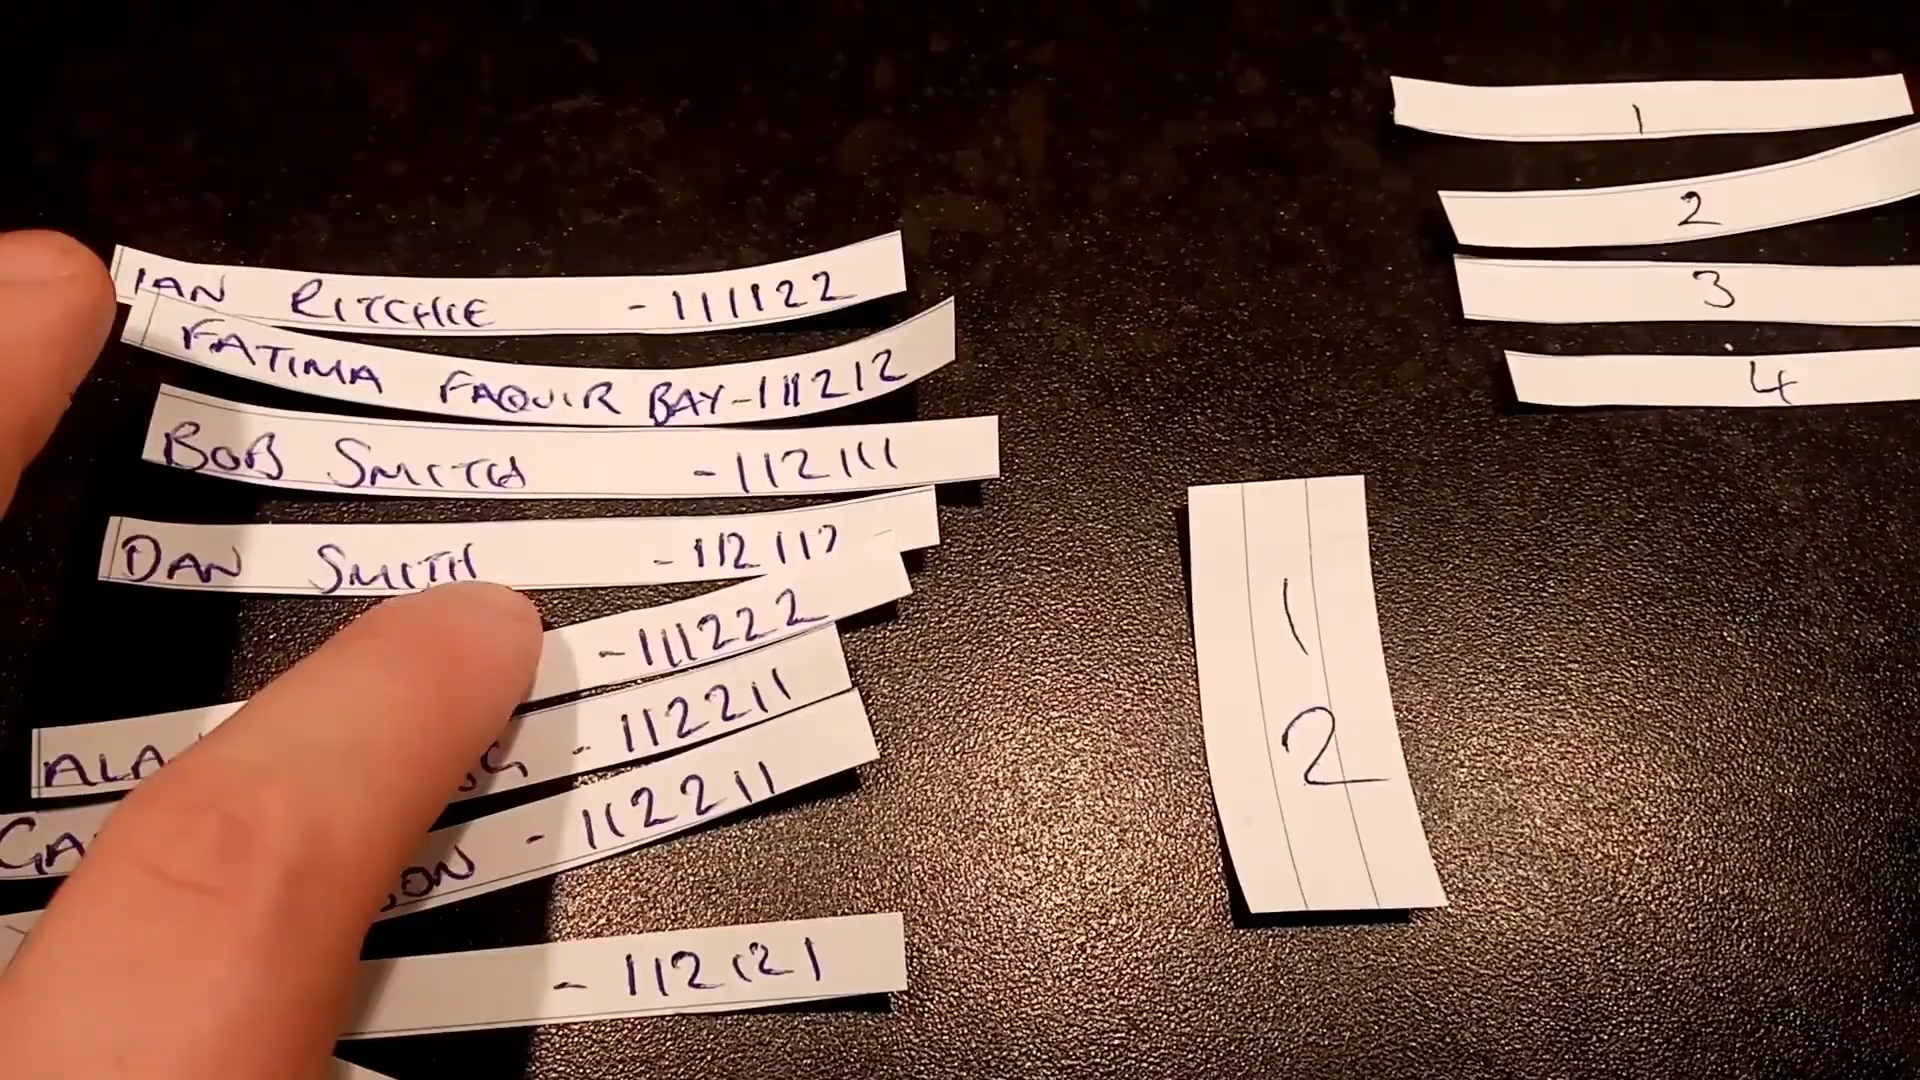 IAN RITCHIE - 111122
FATIMA FAQUIR BAY - 111212
BOB SMITH - 112111
DAN SMITH - 112112
- 111222
- 112211
- 112211
- 112121
1
2
3
4
1
2